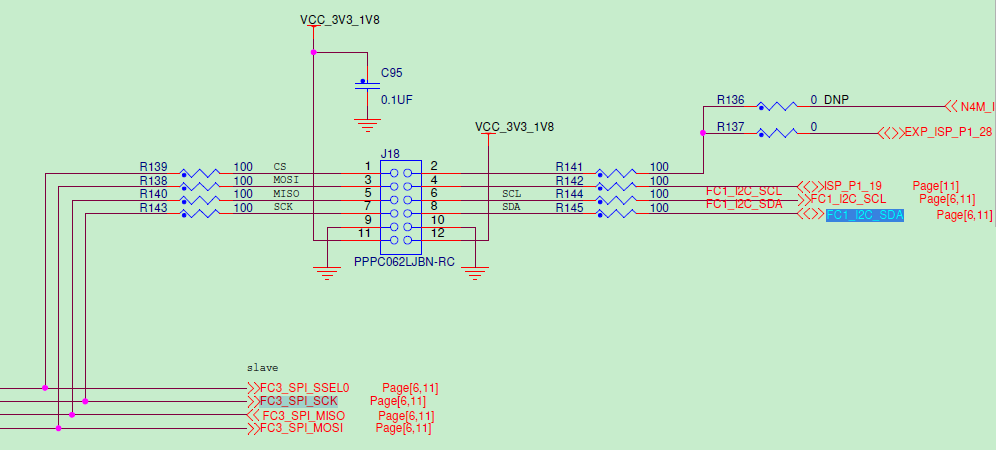 VCC_3V3_1V8
C95
0.1UF
R136 0 DNP N4M_I
VCC_3V3_1V8
R137 0 EXP_ISP_P1_28
J18
R139 100 CS 1 2 R141 100
R138 100 MOSI 3 4 R142 100 ISP_P1_19 Page[11]
R140 100 MISO 5 6 SCL R144 100 FC1_I2C_SCL FC1_I2C_SCL Page[6,11]
R143 100 SCK 7 8 SDA R145 100 FC1_I2C_SDA FC1_I2C_SDA Page[6,11]
9 10
11 12
PPPC062LJBN-RC
slave
FC3_SPI_SSEL0 Page[6,11]
FC3_SPI_SCK Page[6,11]
FC3_SPI_MISO Page[6,11]
FC3_SPI_MOSI Page[6,11]